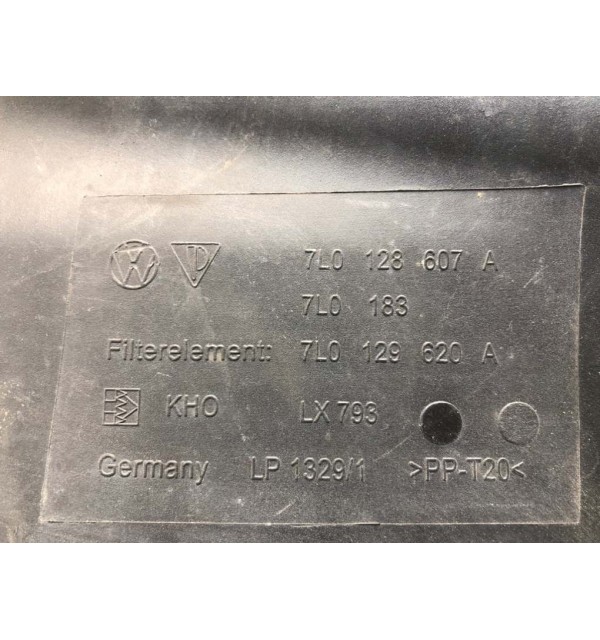 7L0 128 607 A
7L0 183
Filterelement: 7L0 129 620 A
KHO LX 793
Germany LP 1329/1 >PP-T20<